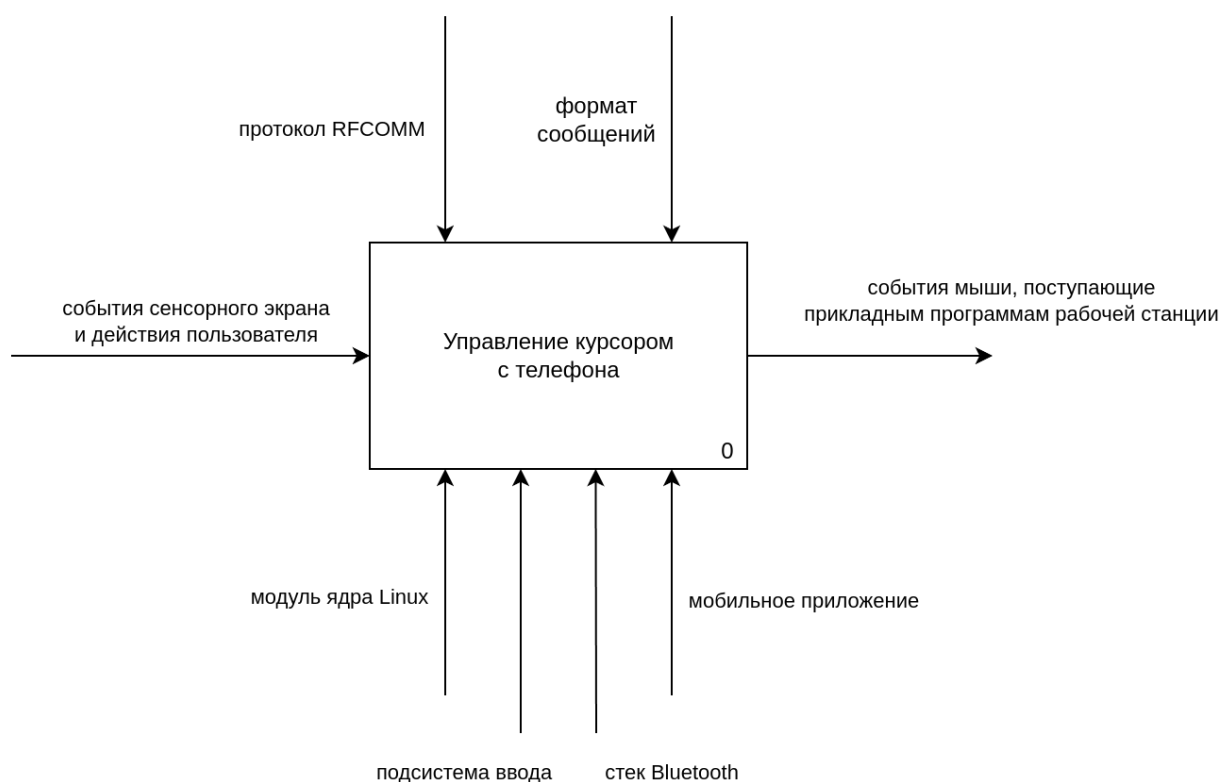 протокол RFCOMM
формат
сообщений
события сенсорного экрана
и действия пользователя
события мыши, поступающие
прикладным программам рабочей станции
Управление курсором
с телефона
0
модуль ядра Linux
мобильное приложение
подсистема ввода
стек Bluetooth